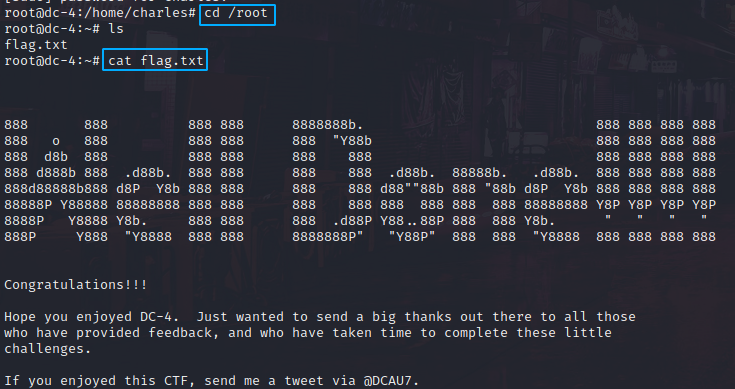 [sudo] password for charles:
root@dc-4:/home/charles# cd /root
root@dc-4:~# ls
flag.txt
root@dc-4:~# cat flag.txt
888       888          888 888      8888888b.                             888 888 888 888
888   o   888          888 888      888  "Y88b                            888 888 888 888
888  d8b  888          888 888      888    888                            888 888 888 888
888 d888b 888  .d88b.  888 888      888    888  .d88b.  88888b.   .d88b.  888 888 888 888
888d88888b888 d8P  Y8b 888 888      888    888 d88""88b 888 "88b d8P  Y8b 888 888 888 888
88888P Y88888 88888888 888 888      888    888 888  888 888  888 88888888 Y8P Y8P Y8P Y8P
8888P   Y8888 Y8b.     888 888      888  .d88P Y88..88P 888  888 Y8b.      "   "   "   "
888P     Y888  "Y8888  888 888      8888888P"   "Y88P"  888  888  "Y8888  888 888 888 888
Congratulations!!!
Hope you enjoyed DC-4.  Just wanted to send a big thanks out there to all those
who have provided feedback, and who have taken time to complete these little
challenges.
If you enjoyed this CTF, send me a tweet via @DCAU7.